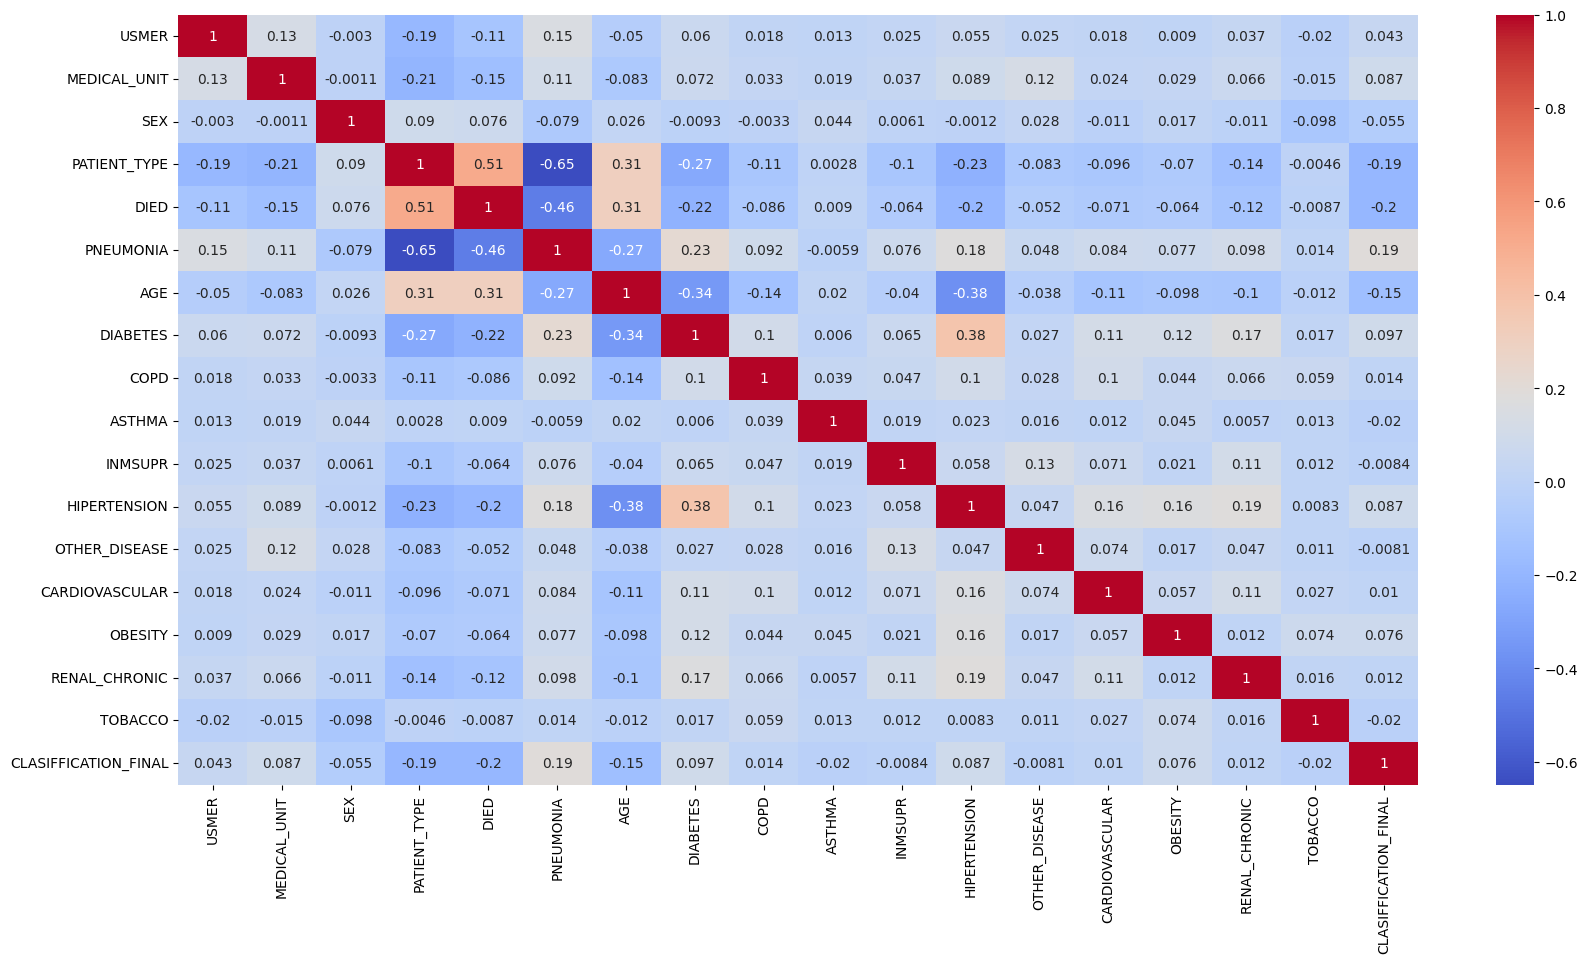 USMER 1 0.13 -0.003 -0.19 -0.11 0.15 -0.05 0.06 0.018 0.013 0.025 0.055 0.025 0.018 0.009 0.037 -0.02 0.043
MEDICAL_UNIT 0.13 1 -0.0011 -0.21 -0.15 0.11 -0.083 0.072 0.033 0.019 0.037 0.089 0.12 0.024 0.029 0.066 -0.015 0.087
SEX -0.003 -0.0011 1 0.09 0.076 -0.079 0.026 -0.0093 -0.0033 0.044 0.0061 -0.0012 0.028 -0.011 0.017 -0.011 -0.098 -0.055
PATIENT_TYPE -0.19 -0.21 0.09 1 0.51 -0.65 0.31 -0.27 -0.11 0.0028 -0.1 -0.23 -0.083 -0.096 -0.07 -0.14 -0.0046 -0.19
DIED -0.11 -0.15 0.076 0.51 1 -0.46 0.31 -0.22 -0.086 0.009 -0.064 -0.2 -0.052 -0.071 -0.064 -0.12 -0.0087 -0.2
PNEUMONIA 0.15 0.11 -0.079 -0.65 -0.46 1 -0.27 0.23 0.092 -0.0059 0.076 0.18 0.048 0.084 0.077 0.098 0.014 0.19
AGE -0.05 -0.083 0.026 0.31 0.31 -0.27 1 -0.34 -0.14 0.02 -0.04 -0.38 -0.038 -0.11 -0.098 -0.1 -0.012 -0.15
DIABETES 0.06 0.072 -0.0093 -0.27 -0.22 0.23 -0.34 1 0.1 0.006 0.065 0.38 0.027 0.11 0.12 0.17 0.017 0.097
COPD 0.018 0.033 -0.0033 -0.11 -0.086 0.092 -0.14 0.1 1 0.039 0.047 0.1 0.028 0.1 0.044 0.066 0.059 0.014
ASTHMA 0.013 0.019 0.044 0.0028 0.009 -0.0059 0.02 0.006 0.039 1 0.019 0.023 0.016 0.012 0.045 0.0057 0.013 -0.02
INMSUPR 0.025 0.037 0.0061 -0.1 -0.064 0.076 -0.04 0.065 0.047 0.019 1 0.058 0.13 0.071 0.021 0.11 0.012 -0.0084
HIPERTENSION 0.055 0.089 -0.0012 -0.23 -0.2 0.18 -0.38 0.38 0.1 0.023 0.058 1 0.047 0.16 0.16 0.19 0.0083 0.087
OTHER_DISEASE 0.025 0.12 0.028 -0.083 -0.052 0.048 -0.038 0.027 0.028 0.016 0.13 0.047 1 0.074 0.017 0.047 0.011 -0.0081
CARDIOVASCULAR 0.018 0.024 -0.011 -0.096 -0.071 0.084 -0.11 0.11 0.1 0.012 0.071 0.16 0.074 1 0.057 0.11 0.027 0.01
OBESITY 0.009 0.029 0.017 -0.07 -0.064 0.077 -0.098 0.12 0.044 0.045 0.021 0.16 0.017 0.057 1 0.012 0.074 0.076
RENAL_CHRONIC 0.037 0.066 -0.011 -0.14 -0.12 0.098 -0.1 0.17 0.066 0.0057 0.11 0.19 0.047 0.11 0.012 1 0.016 0.012
TOBACCO -0.02 -0.015 -0.098 -0.0046 -0.0087 0.014 -0.012 0.017 0.059 0.013 0.012 0.0083 0.011 0.027 0.074 0.016 1 -0.02
CLASIFFICATION_FINAL 0.043 0.087 -0.055 -0.19 -0.2 0.19 -0.15 0.097 0.014 -0.02 -0.0084 0.087 -0.0081 0.01 0.076 0.012 -0.02 1
USMER
MEDICAL_UNIT
SEX
PATIENT_TYPE
DIED
PNEUMONIA
AGE
DIABETES
COPD
ASTHMA
INMSUPR
HIPERTENSION
OTHER_DISEASE
CARDIOVASCULAR
OBESITY
RENAL_CHRONIC
TOBACCO
CLASIFFICATION_FINAL
1.0
0.8
0.6
0.4
0.2
0.0
−0.2
−0.4
−0.6